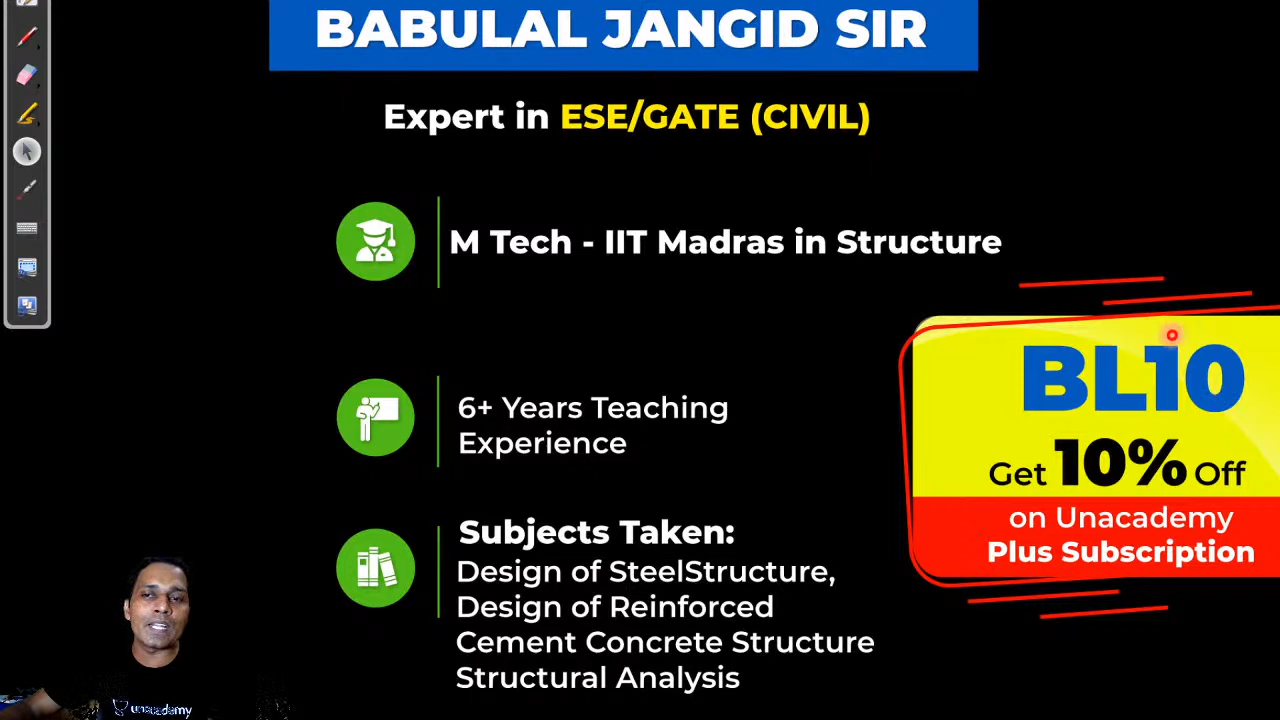 BABULAL JANGID SIR
Expert in ESE/GATE (CIVIL)
M Tech - IIT Madras in Structure
6+ Years Teaching
Experience
Subjects Taken:
Design of SteelStructure,
Design of Reinforced
Cement Concrete Structure
Structural Analysis
BL10
Get 10% Off
on Unacademy
Plus Subscription
unacademy